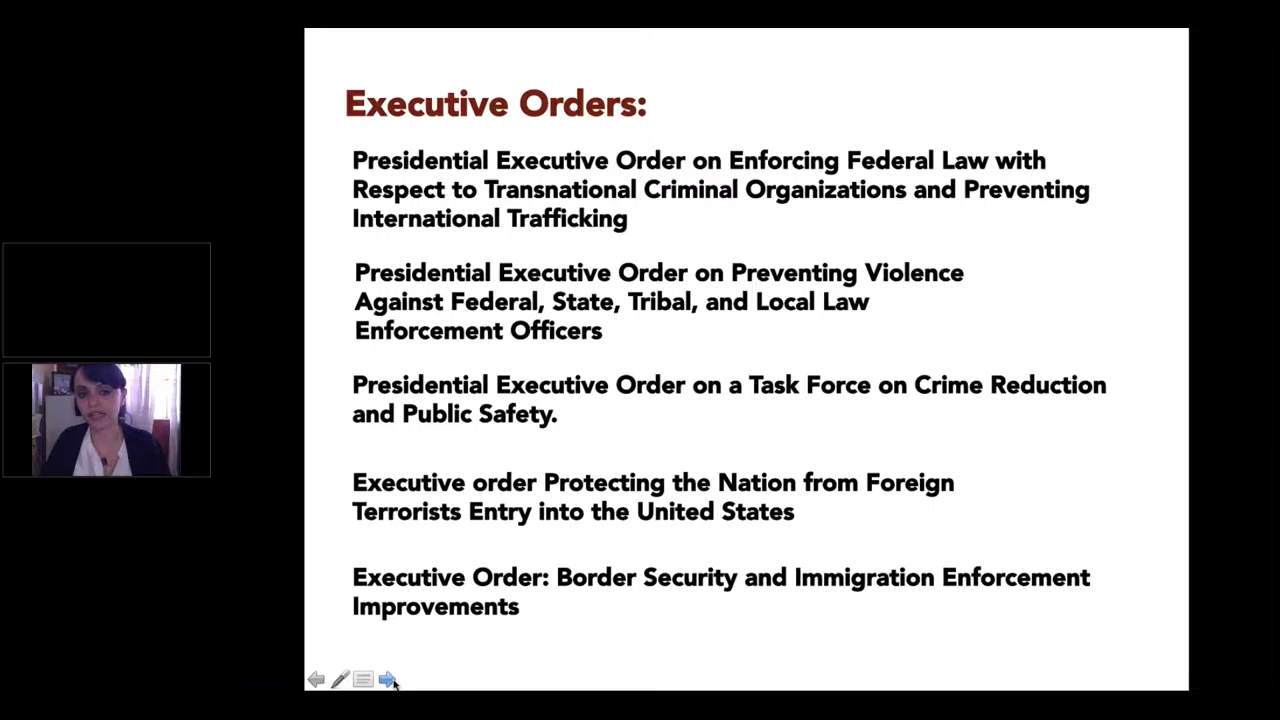 Executive Orders:
Presidential Executive Order on Enforcing Federal Law with
Respect to Transnational Criminal Organizations and Preventing
International Trafficking
Presidential Executive Order on Preventing Violence
Against Federal, State, Tribal, and Local Law
Enforcement Officers
Presidential Executive Order on a Task Force on Crime Reduction
and Public Safety.
Executive order Protecting the Nation from Foreign
Terrorists Entry into the United States
Executive Order: Border Security and Immigration Enforcement
Improvements